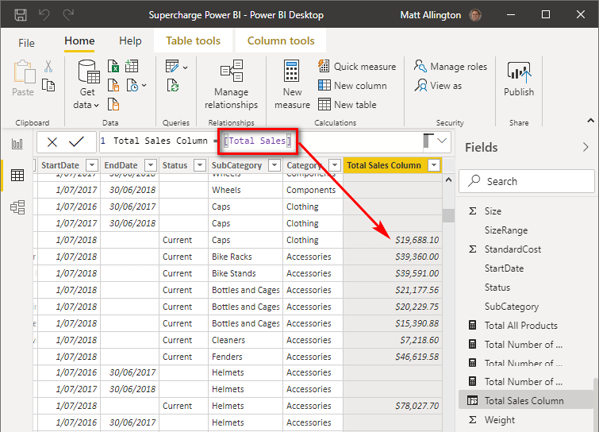 Supercharge Power BI - Power BI Desktop
Matt Allington
File Home Help Table tools Column tools
Paste
Get data
Manage relationships
New measure
Quick measure
New column
New table
Manage roles
View as
Publish
Clipboard Data Queries Relationships Calculations Security Share
1 Total Sales Column = [Total Sales]
StartDate EndDate Status SubCategory Category Total Sales Column
1/07/2017 30/06/2018 Wheels Components
1/07/2018 Wheels Components
1/07/2016 30/06/2017 Caps Clothing
1/07/2017 30/06/2018 Caps Clothing
1/07/2018 Current Caps Clothing $19,688.10
1/07/2018 Current Bike Racks Accessories $39,360.00
1/07/2018 Current Bike Stands Accessories $39,591.00
1/07/2018 Current Bottles and Cages Accessories $21,177.56
1/07/2018 Current Bottles and Cages Accessories $20,229.75
1/07/2018 Current Bottles and Cages Accessories $15,390.88
1/07/2018 Current Cleaners Accessories $7,218.60
1/07/2018 Current Fenders Accessories $46,619.58
1/07/2016 30/06/2017 Helmets Accessories
1/07/2017 30/06/2018 Helmets Accessories
1/07/2018 Current Helmets Accessories $78,027.70
1/07/2016 30/06/2017 Helmets Accessories
Fields
Search
Size
SizeRange
StandardCost
StartDate
Status
SubCategory
Total All Products
Total Number of ...
Total Number of ...
Total Number of ...
Total Sales Column
Weight